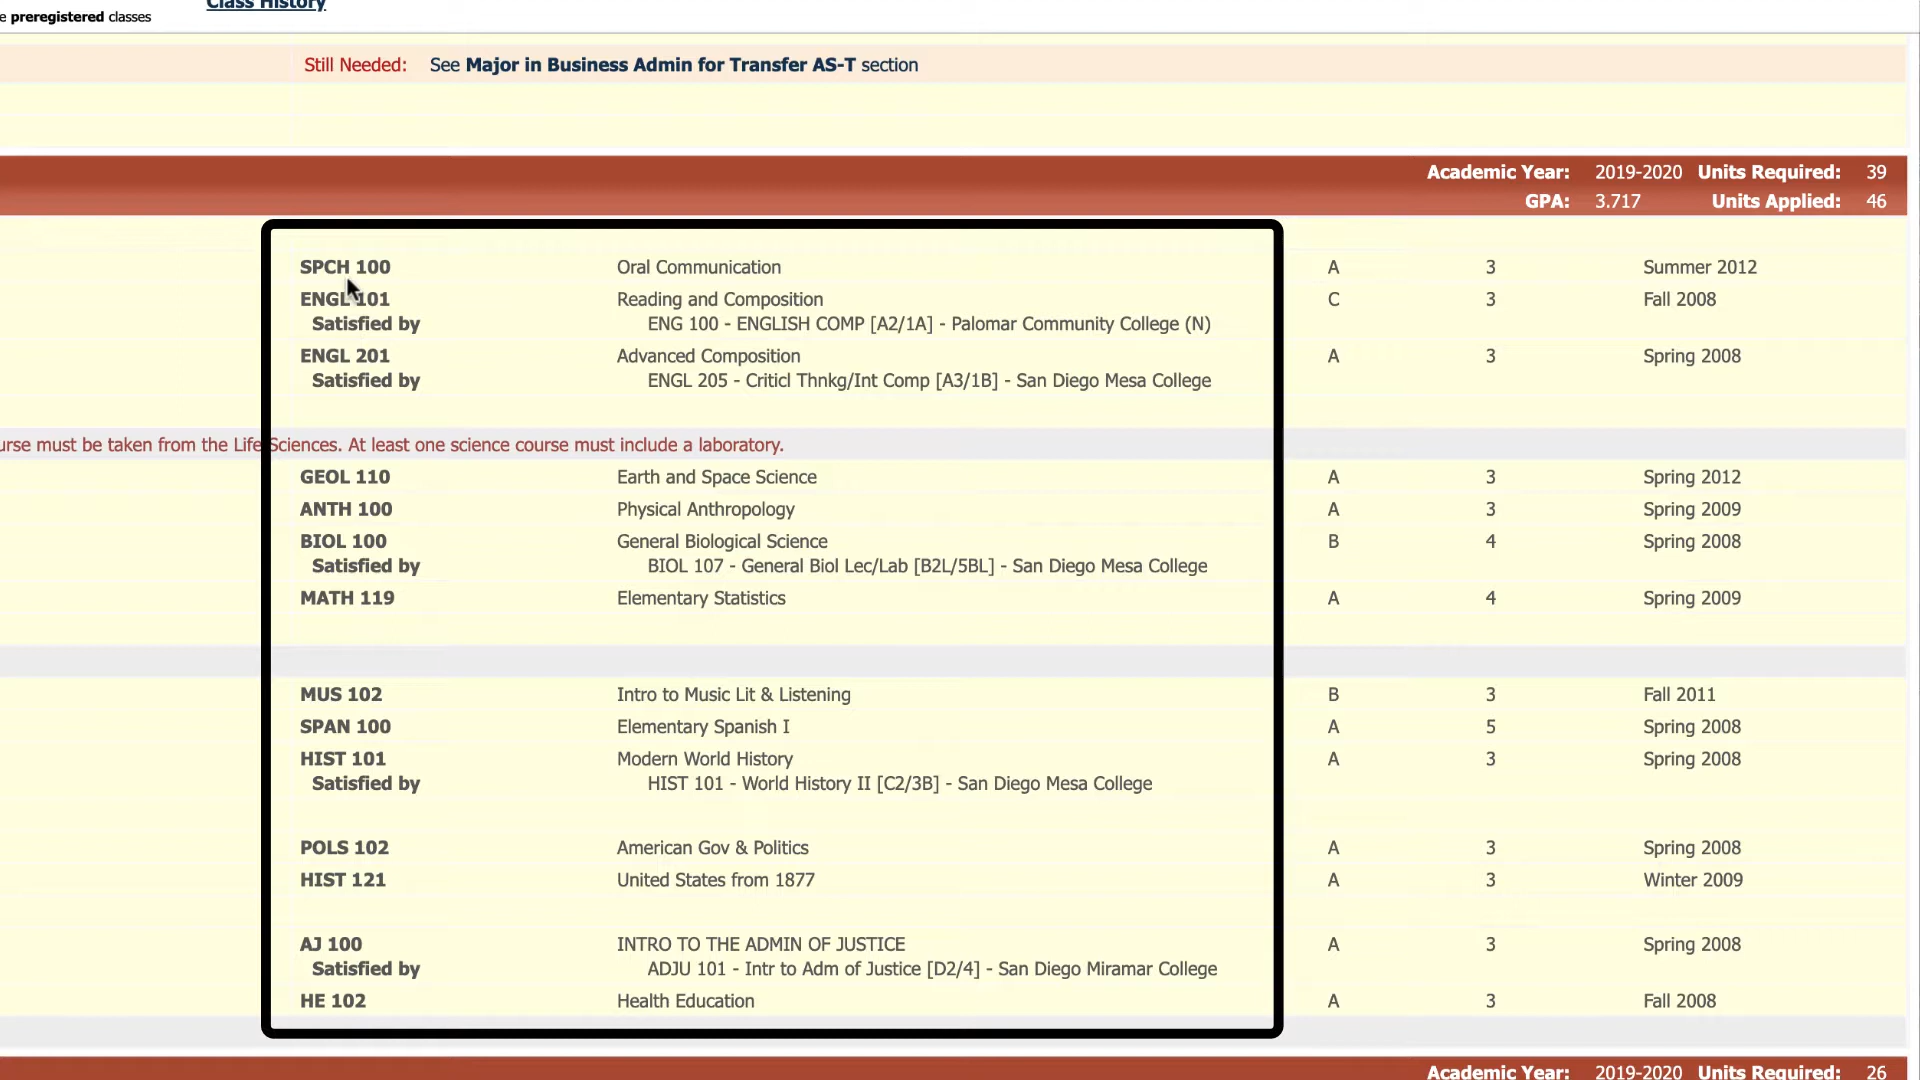 Class History
e preregistered classes
Still Needed: See Major in Business Admin for Transfer AS-T section
Academic Year: 2019-2020 Units Required: 39
GPA: 3.717 Units Applied: 46
SPCH 100 Oral Communication A 3 Summer 2012
ENGL 101 Reading and Composition C 3 Fall 2008
Satisfied by ENG 100 - ENGLISH COMP [A2/1A] - Palomar Community College (N)
ENGL 201 Advanced Composition A 3 Spring 2008
Satisfied by ENGL 205 - Criticl Thnkg/Int Comp [A3/1B] - San Diego Mesa College
urse must be taken from the Life Sciences. At least one science course must include a laboratory.
GEOL 110 Earth and Space Science A 3 Spring 2012
ANTH 100 Physical Anthropology A 3 Spring 2009
BIOL 100 General Biological Science B 4 Spring 2008
Satisfied by BIOL 107 - General Biol Lec/Lab [B2L/5BL] - San Diego Mesa College
MATH 119 Elementary Statistics A 4 Spring 2009
MUS 102 Intro to Music Lit & Listening B 3 Fall 2011
SPAN 100 Elementary Spanish I A 5 Spring 2008
HIST 101 Modern World History A 3 Spring 2008
Satisfied by HIST 101 - World History II [C2/3B] - San Diego Mesa College
POLS 102 American Gov & Politics A 3 Spring 2008
HIST 121 United States from 1877 A 3 Winter 2009
AJ 100 INTRO TO THE ADMIN OF JUSTICE A 3 Spring 2008
Satisfied by ADJU 101 - Intr to Adm of Justice [D2/4] - San Diego Miramar College
HE 102 Health Education A 3 Fall 2008
Academic Year: 2019-2020 Units Required: 26